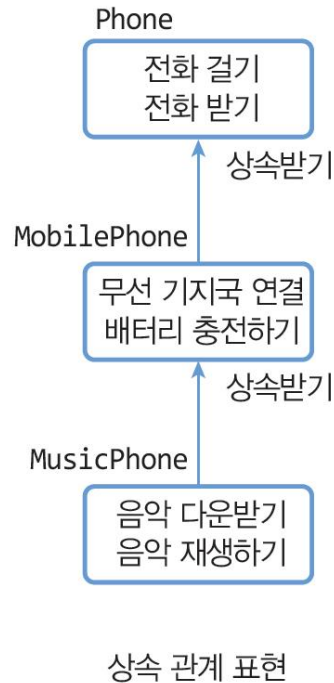 Phone
전화 걸기
전화 받기
상속받기
MobilePhone
무선 기지국 연결
배터리 충전하기
상속받기
MusicPhone
음악 다운받기
음악 재생하기
상속 관계 표현